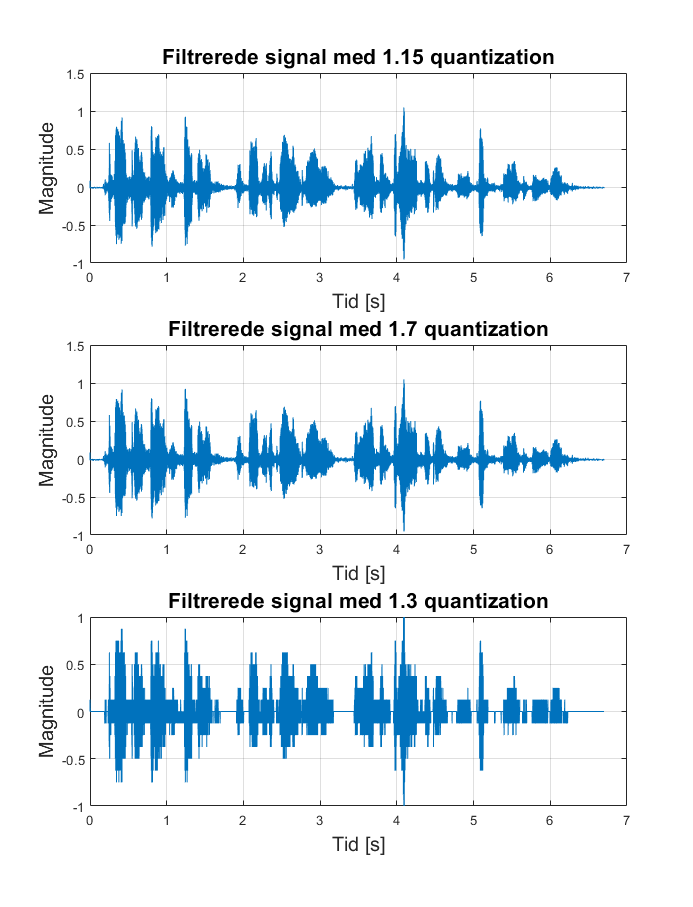 Filtrerede signal med 1.15 quantization
1.5
1
0.5
0
-0.5
-1
Magnitude
0 1 2 3 4 5 6 7
Tid [s]
Filtrerede signal med 1.7 quantization
1.5
1
0.5
0
-0.5
-1
Magnitude
0 1 2 3 4 5 6 7
Tid [s]
Filtrerede signal med 1.3 quantization
1
0.5
0
-0.5
-1
Magnitude
0 1 2 3 4 5 6 7
Tid [s]